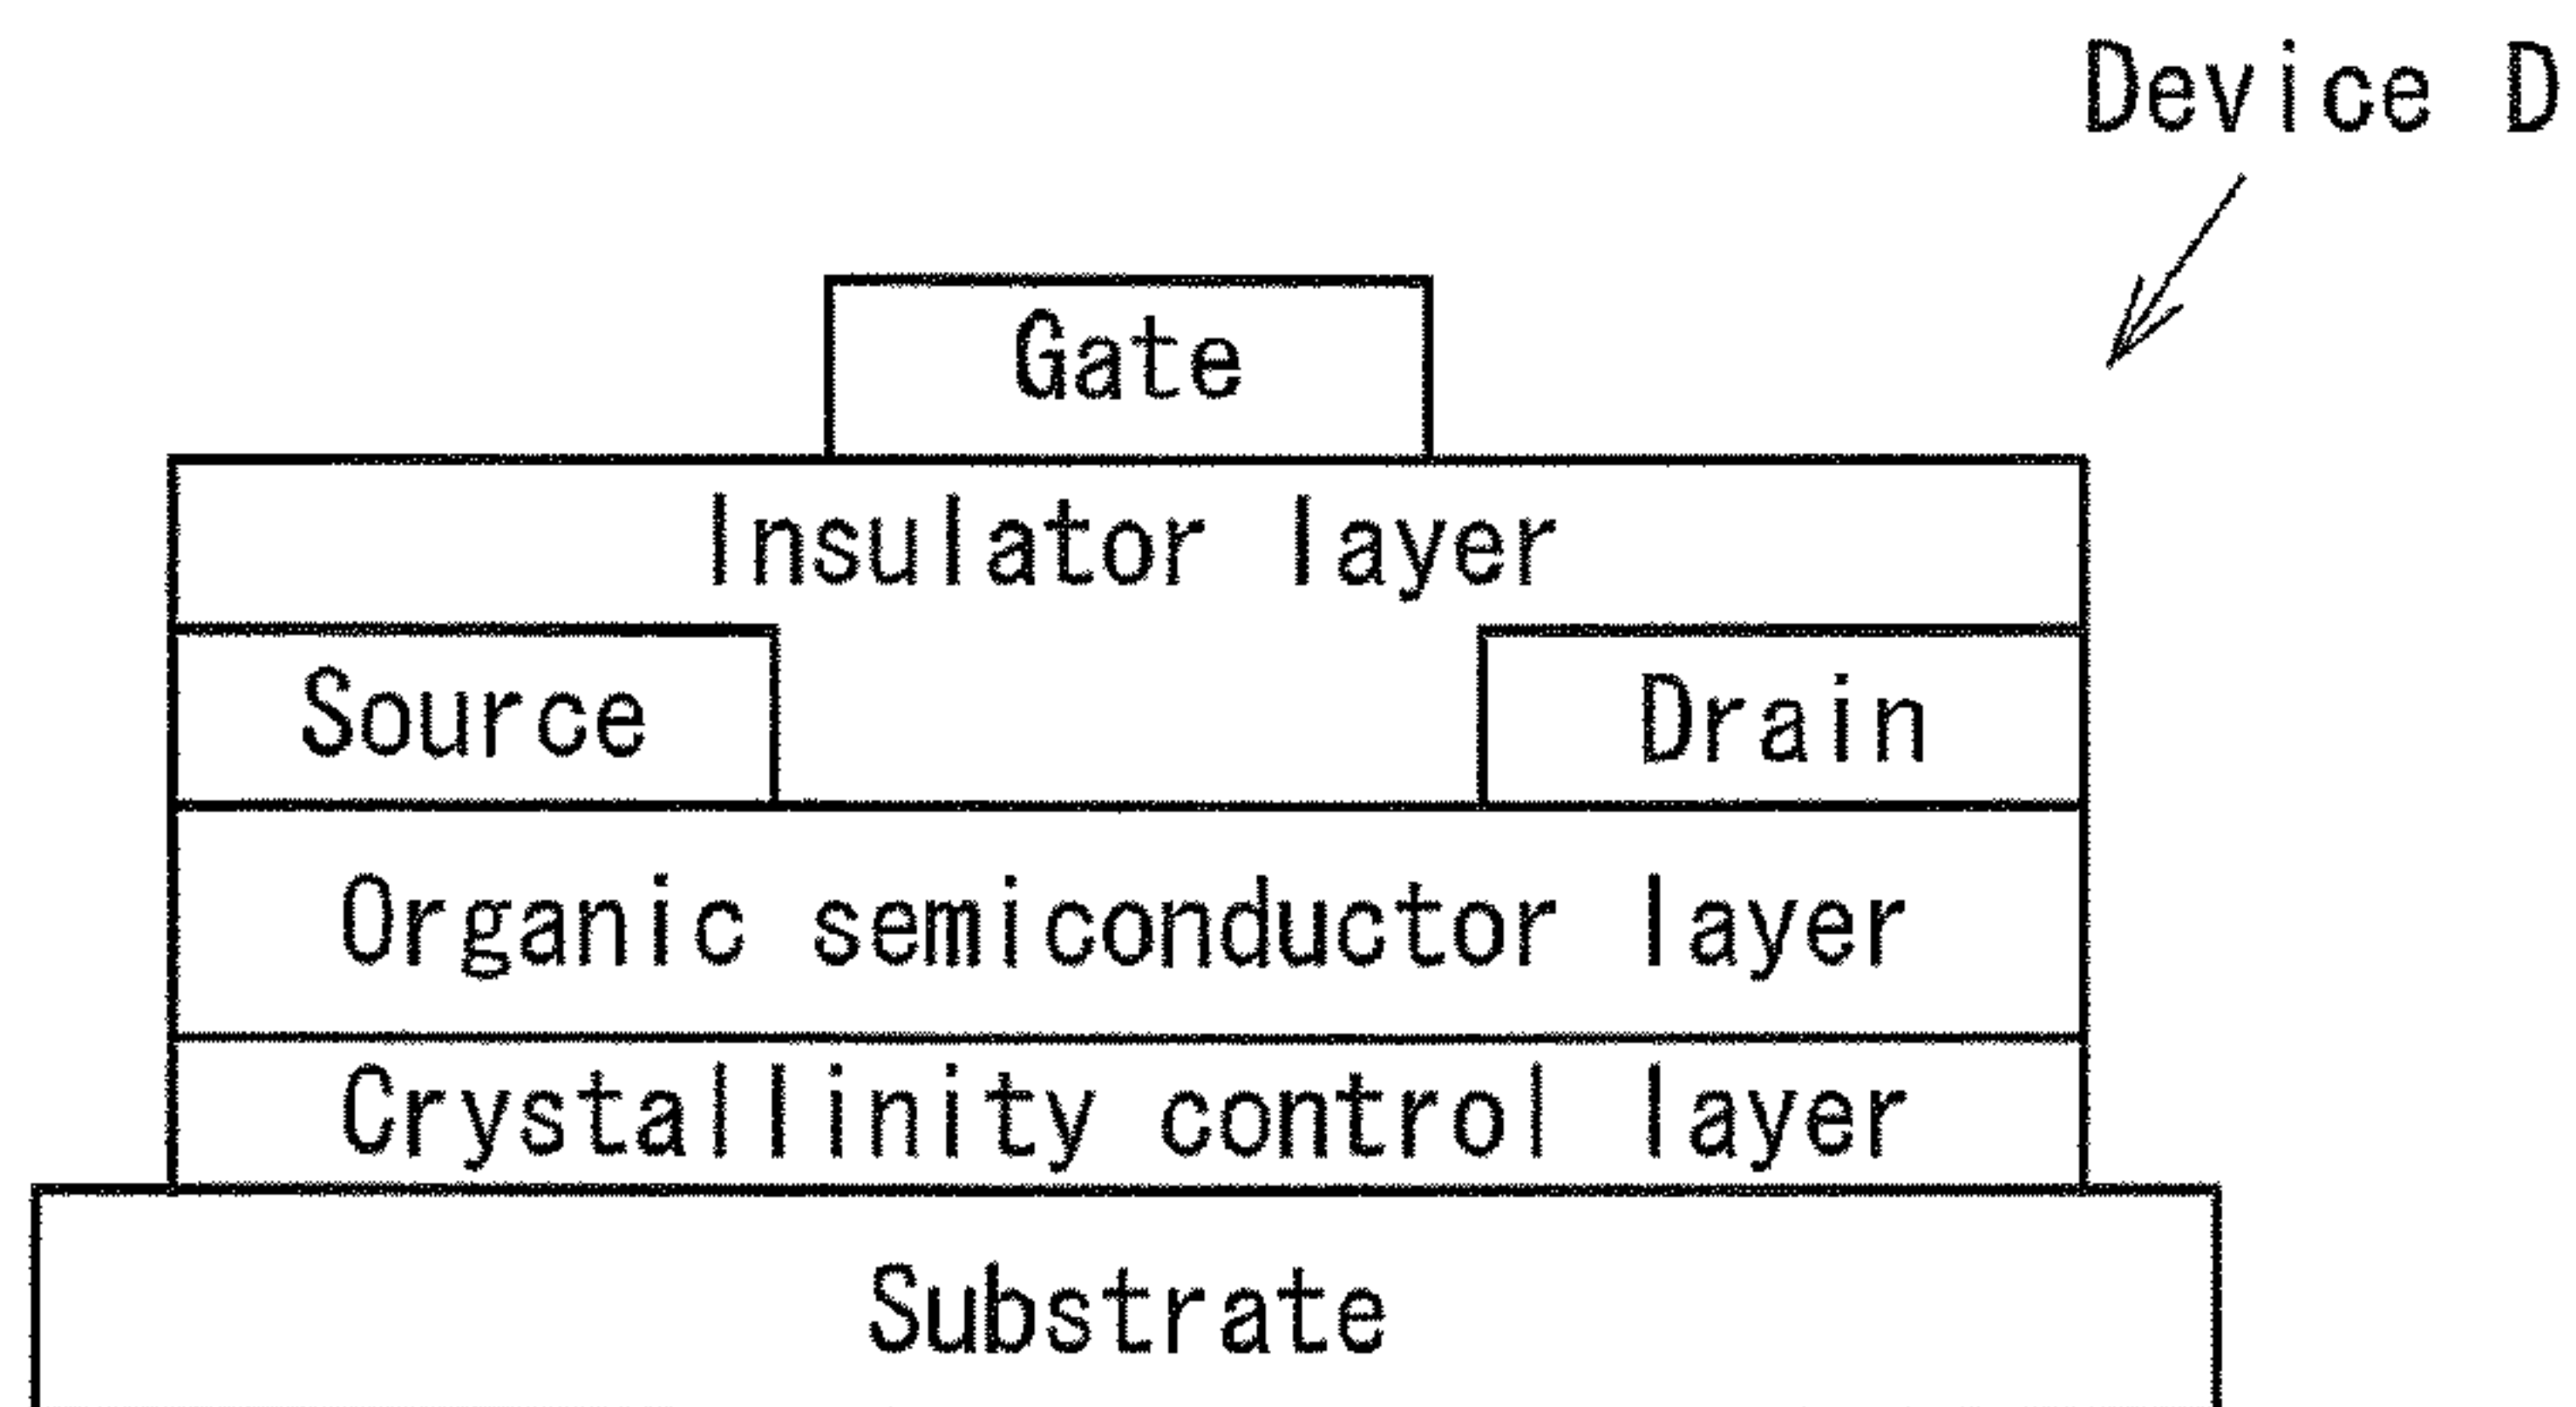 Device D
Gate
Insulator layer
Source
Drain
Organic semiconductor layer
Crystallinity control layer
Substrate